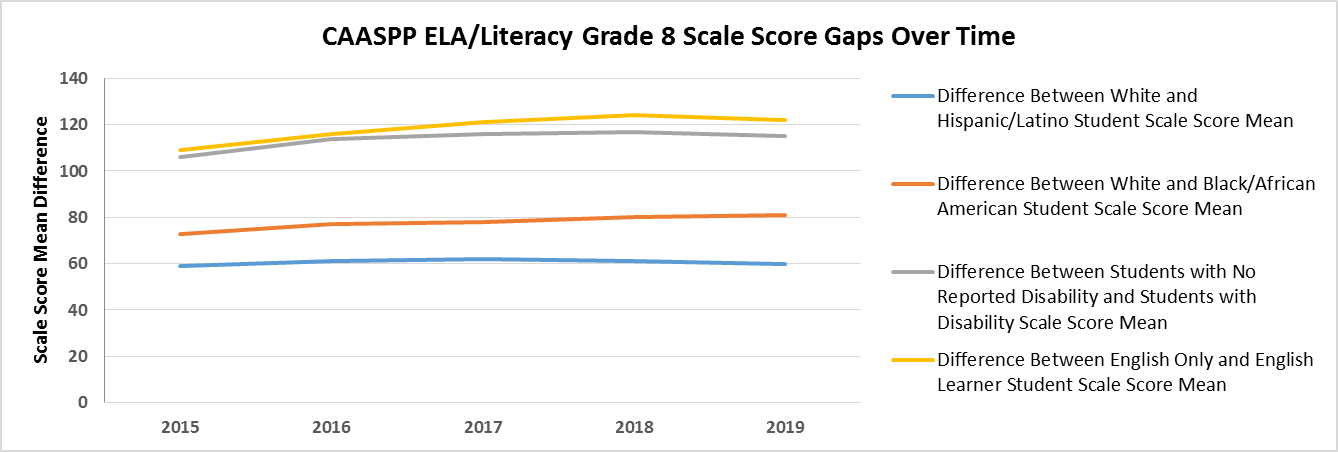 CAASPP ELA/Literacy Grade 8 Scale Score Gaps Over Time
Scale Score Mean Difference
140
120
100
80
60
40
20
0
2015 2016 2017 2018 2019
Difference Between White and
Hispanic/Latino Student Scale Score Mean
Difference Between White and Black/African
American Student Scale Score Mean
Difference Between Students with No
Reported Disability and Students with
Disability Scale Score Mean
Difference Between English Only and English
Learner Student Scale Score Mean